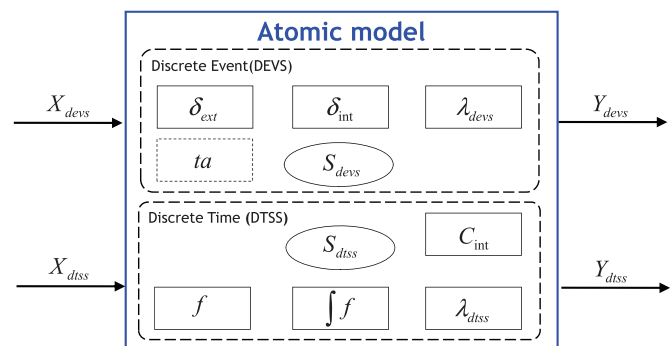 Atomic model
Discrete Event(DEVS)
X_devs
δ_ext δ_int λ_devs
Y_devs
ta S_devs
Discrete Time (DTSS)
S_dtss C_int
X_dtss
Y_dtss
f ∫f λ_dtss